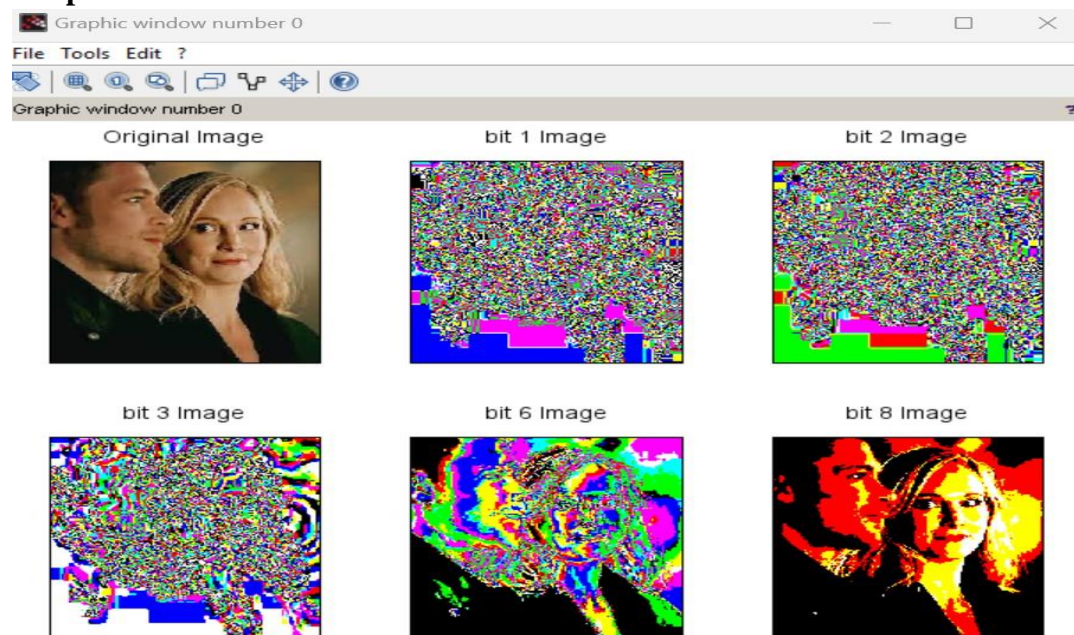 Graphic window number 0
File Tools Edit ?
Graphic window number 0
Original Image
bit 1 Image
bit 2 Image
bit 3 Image
bit 6 Image
bit 8 Image